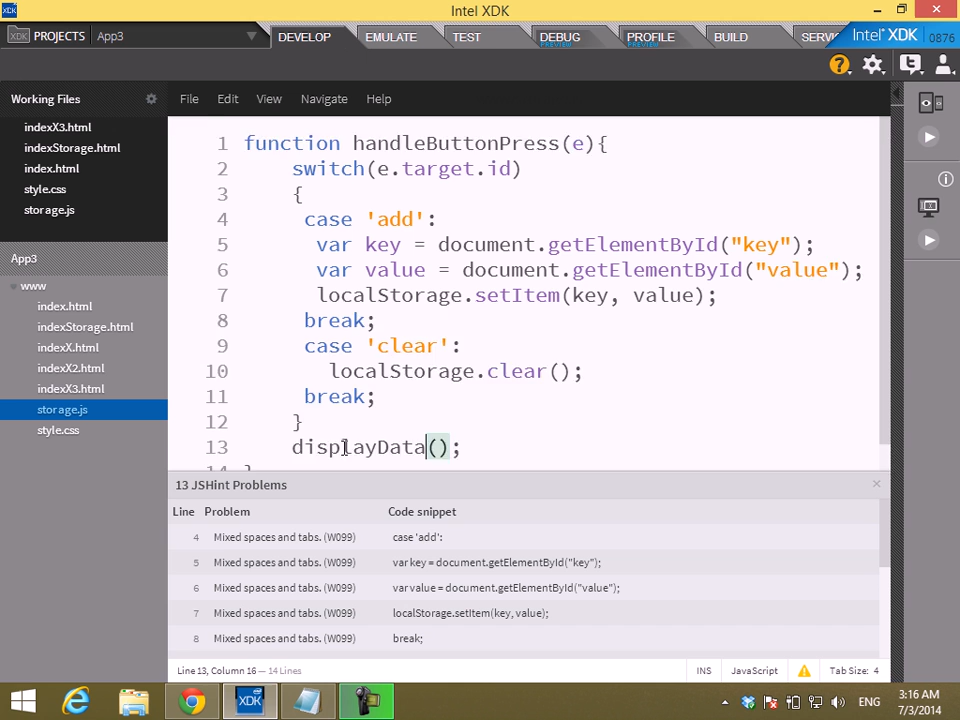 Intel XDK
PROJECTS App3
DEVELOP EMULATE TEST DEBUG PREVIEW PROFILE PREVIEW BUILD Intel® XDK 0876
Working Files
indexX3.html
indexStorage.html
index.html
style.css
storage.js
App3
www
index.html
indexStorage.html
indexX.html
indexX2.html
indexX3.html
storage.js
style.css
File Edit View Navigate Help
1 function handleButtonPress(e){
2 switch(e.target.id)
3 {
4 case 'add':
5 var key = document.getElementById("key");
6 var value = document.getElementById("value");
7 localStorage.setItem(key, value);
8 break;
9 case 'clear':
10 localStorage.clear();
11 break;
12 }
13 displayData();
14 }
13 JSHint Problems
Line Problem Code snippet
4 Mixed spaces and tabs. (W099) case 'add':
5 Mixed spaces and tabs. (W099) var key = document.getElementById("key");
6 Mixed spaces and tabs. (W099) var value = document.getElementById("value");
7 Mixed spaces and tabs. (W099) localStorage.setItem(key, value);
8 Mixed spaces and tabs. (W099) break;
Line 13, Column 16 — 14 Lines INS JavaScript Tab Size: 4
XDK ENG 3:16 AM
7/3/2014